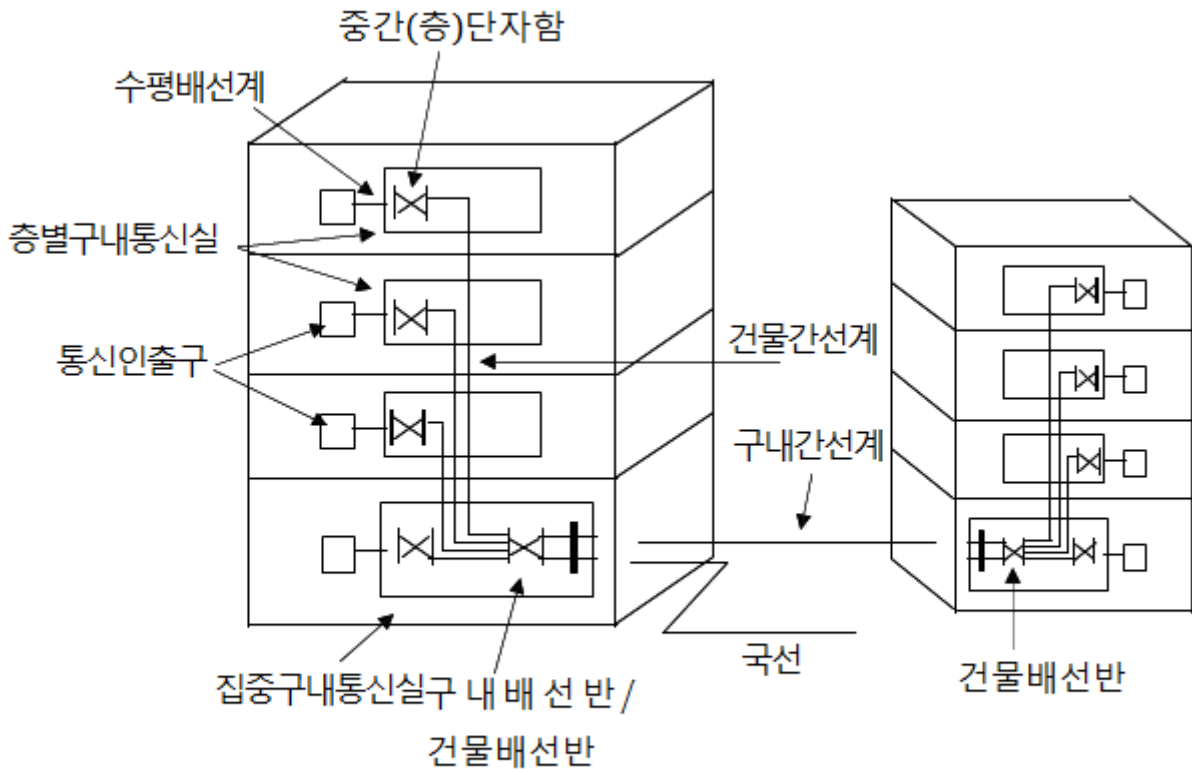 중간(층)단자함
수평배선계
층별구내통신실
통신인출구
건물간선계
구내간선계
국선
집중구내통신실
구 내 배 선 반 /
건물배선반
건물배선반